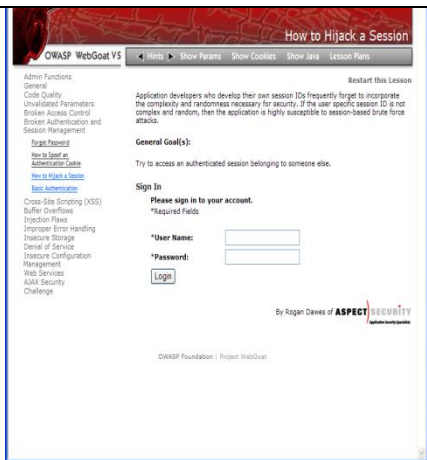 How to Hijack a Session
OWASP WebGoat V5
Hints Show Params Show Cookies Show Java Lesson Plans
Admin Functions
General
Code Quality
Unvalidated Parameters
Broken Access Control
Broken Authentication and
Session Management
Forgot Password
How to Spoof an
Authentication Cookie
How to Hijack a Session
Basic Authentication
Cross-Site Scripting (XSS)
Buffer Overflows
Injection Flaws
Improper Error Handling
Insecure Storage
Denial of Service
Insecure Configuration
Management
Web Services
AJAX Security
Challenge
Restart this Lesson
Application developers who develop their own session IDs frequently forget to incorporate
the complexity and randomness necessary for security. If the user specific session ID is not
complex and random, then the application is highly susceptible to session-based brute force
attacks.
General Goal(s):
Try to access an authenticated session belonging to someone else.
Sign In
Please sign in to your account.
*Required Fields
*User Name:
*Password:
Login
By Rogan Dawes of ASPECT SECURITY
Application Security Specialists
OWASP Foundation | Project WebGoat